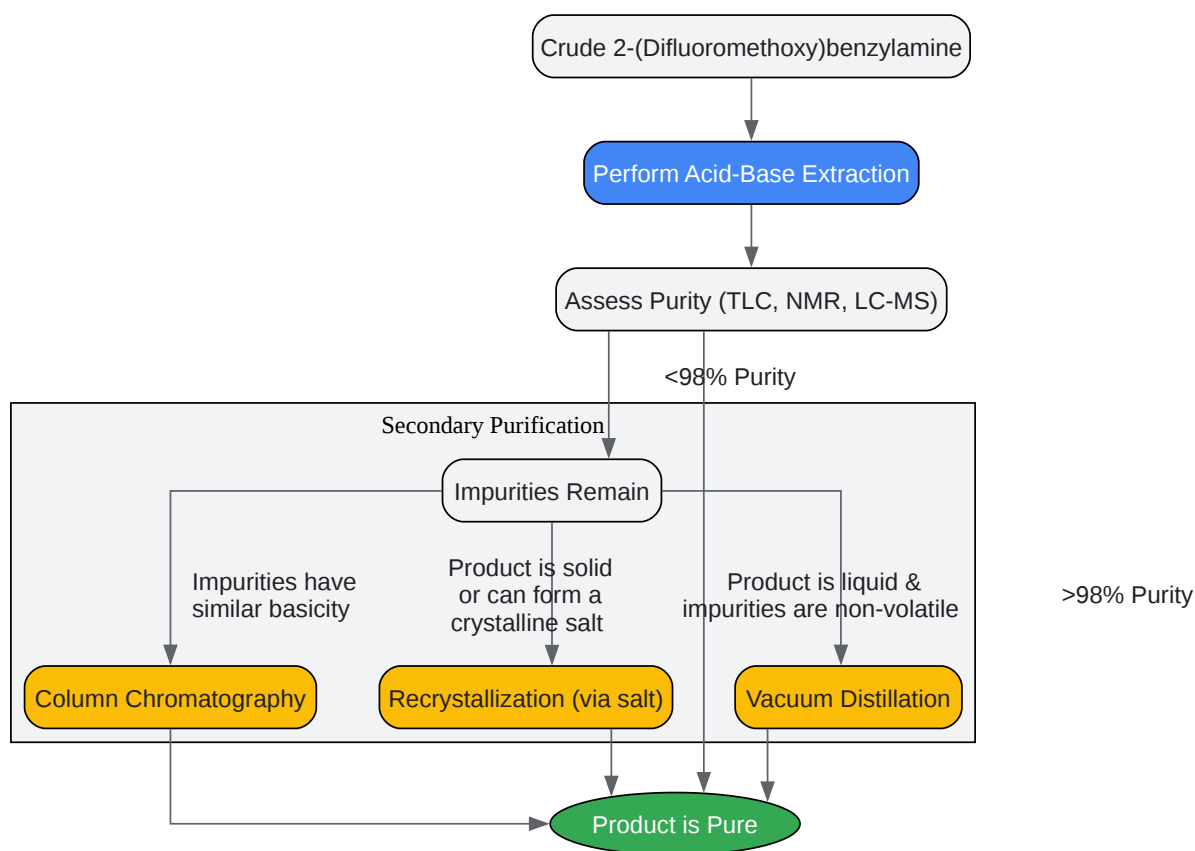 Crude 2-(Difluoromethoxy)benzylamine
Perform Acid-Base Extraction
Assess Purity (TLC, NMR, LC-MS)
<98% Purity
Secondary Purification
Impurities Remain
Impurities have
similar basicity
Product is solid
or can form a
crystalline salt
Product is liquid &
impurities are non-volatile
>98% Purity
Column Chromatography
Recrystallization (via salt)
Vacuum Distillation
Product is Pure